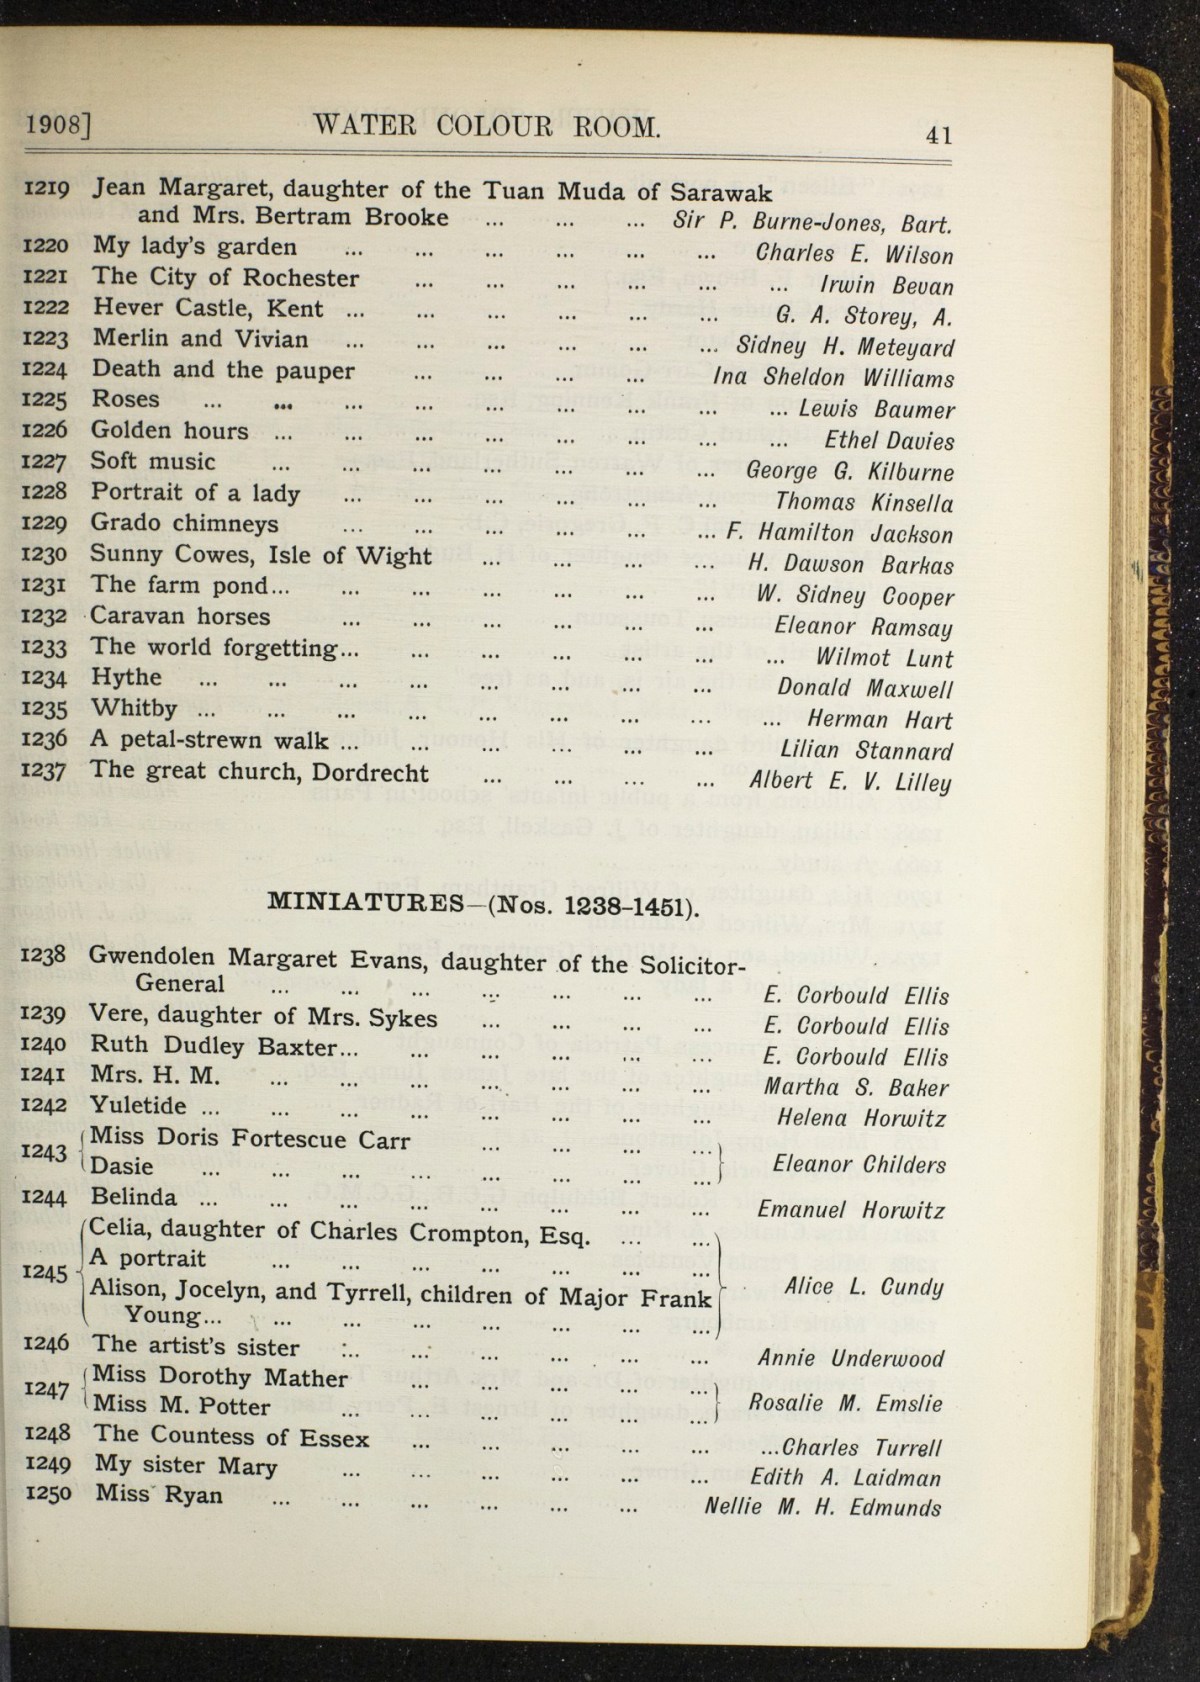 1908] WATER COLOUR ROOM. 41
1219 Jean Margaret, daughter of the Tuan Muda of Sarawak
and Mrs. Bertram Brooke ... ... ... Sir P. Burne-Jones, Bart.
1220 My lady's garden ... ... ... ... ... ... Charles E. Wilson
1221 The City of Rochester ... ... ... ... ... ... Irwin Bevan
1222 Hever Castle, Kent ... ... ... ... ... ... G. A. Storey, A.
1223 Merlin and Vivian ... ... ... ... ... ... Sidney H. Meteyard
1224 Death and the pauper ... ... ... ... Ina Sheldon Williams
1225 Roses ... ... ... ... ... ... ... ... ... Lewis Baumer
1226 Golden hours ... ... ... ... ... ... ... ... Ethel Davies
1227 Soft music ... ... ... ... ... ... ... George G. Kilburne
1228 Portrait of a lady ... ... ... ... ... ... Thomas Kinsella
1229 Grado chimneys ... ... ... ... ... ... F. Hamilton Jackson
1230 Sunny Cowes, Isle of Wight ... ... ... ... H. Dawson Barkas
1231 The farm pond... ... ... ... ... ... ... W. Sidney Cooper
1232 Caravan horses ... ... ... ... ... ... Eleanor Ramsay
1233 The world forgetting... ... ... ... ... ... ... Wilmot Lunt
1234 Hythe ... ... ... ... ... ... ... ... Donald Maxwell
1235 Whitby ... ... ... ... ... ... ... ... ... Herman Hart
1236 A petal-strewn walk ... ... ... ... ... ... Lilian Stannard
1237 The great church, Dordrecht ... ... ... ... Albert E. V. Lilley
MINIATURES—(Nos. 1238-1451).
1238 Gwendolen Margaret Evans, daughter of the Solicitor-
General ... ... ... ... ... ... ... E. Corbould Ellis
1239 Vere, daughter of Mrs. Sykes ... ... ... ... E. Corbould Ellis
1240 Ruth Dudley Baxter... ... ... ... ... ... E. Corbould Ellis
1241 Mrs. H. M. ... ... ... ... ... ... ... Martha S. Baker
1242 Yuletide ... ... ... ... ... ... ... ... Helena Horwitz
Miss Doris Fortescue Carr ... ... ... ...
1243 Eleanor Childers
Dasie ... ... ... ... ... ... ... ...
1244 Belinda ... ... ... ... ... ... ... ... Emanuel Horwitz
Celia, daughter of Charles Crompton, Esq. ... ...
A portrait ... ... ... ... ... ... ...
1245 Alice L. Cundy
Alison, Jocelyn, and Tyrrell, children of Major Frank
Young... ... ... ... ... ... ... ...
1246 The artist's sister ... ... ... ... ... ... Annie Underwood
Miss Dorothy Mather ... ... ... ... ...
1247 Rosalie M. Emslie
Miss M. Potter ... ... ... ... ... ...
1248 The Countess of Essex ... ... ... ... ... ...Charles Turrell
1249 My sister Mary ... ... ... ... ... ... Edith A. Laidman
1250 Miss Ryan ... ... ... ... ... ... Nellie M. H. Edmunds